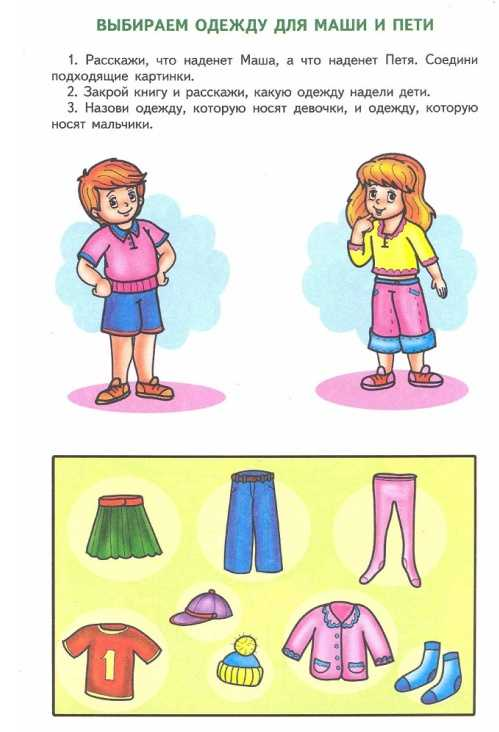 ВЫБИРАЕМ ОДЕЖДУ ДЛЯ МАШИ И ПЕТИ
1. Расскажи, что наденет Маша, а что наденет Петя. Соедини
подходящие картинки.
2. Закрой книгу и расскажи, какую одежду надели дети.
3. Назови одежду, которую носят девочки, и одежду, которую
носят мальчики.
1